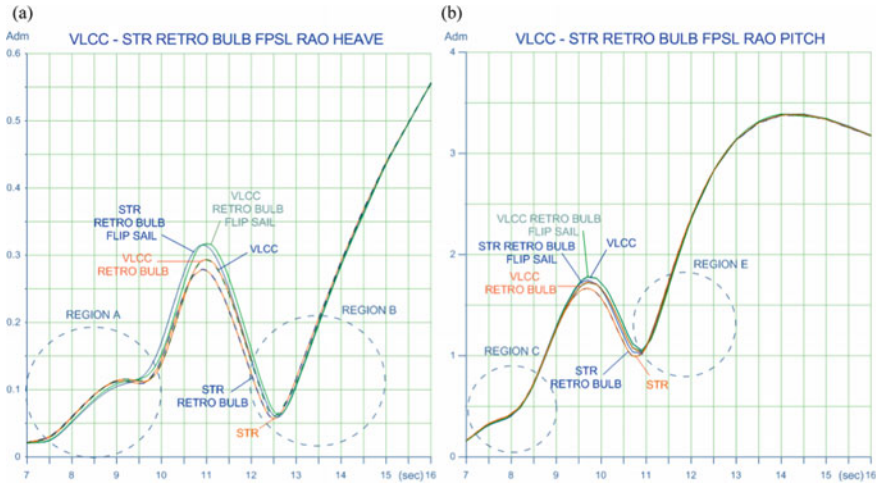 (a)
VLCC - STR RETRO BULB FPSL RAO HEAVE
Adm
0.6
0.5
0.4
0.3
0.2
0.1
0
STR
RETRO BULB
FLIP SAIL
VLCC
RETRO BULB
FLIP SAIL
VLCC
RETRO BULB
VLCC
REGION A
REGION B
STR
RETRO BULB
STR
7 8 9 10 11 12 13 14 15 (sec) 16
(b)
VLCC - STR RETRO BULB FPSL RAO PITCH
Adm
4
3
2
1
0
VLCC RETRO BULB
FLIP SAIL
STR RETRO BULB
FLIP SAIL
VLCC
VLCC
RETRO BULB
REGION E
REGION C
STR
RETRO BULB
STR
7 8 9 10 11 12 13 14 15 (sec) 16